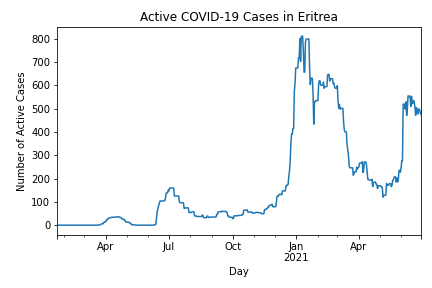 Active COVID-19 Cases in Eritrea
800
700
600
500
400
300
200
100
0
Number of Active Cases
Apr
Jul
Oct
Jan
2021
Apr
Day